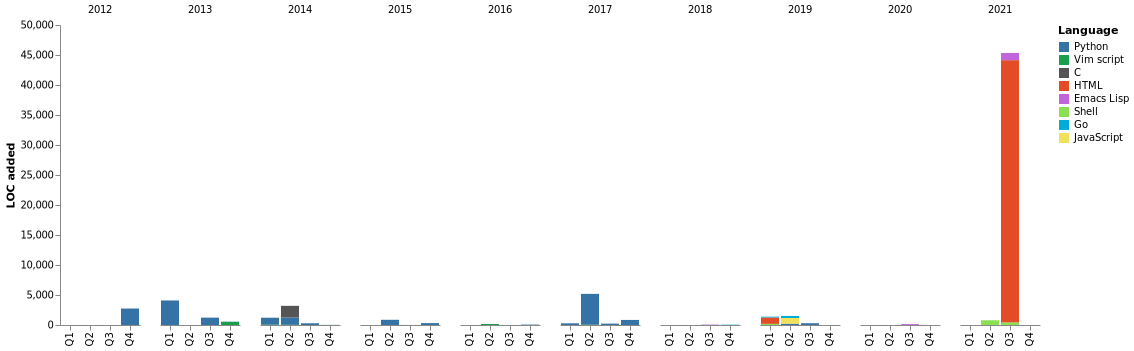 2012 2013 2014 2015 2016 2017 2018 2019 2020 2021
LOC added
50,000
45,000
40,000
35,000
30,000
25,000
20,000
15,000
10,000
5,000
0
Q1 Q2 Q3 Q4 Q1 Q2 Q3 Q4 Q1 Q2 Q3 Q4 Q1 Q2 Q3 Q4 Q1 Q2 Q3 Q4 Q1 Q2 Q3 Q4 Q1 Q2 Q3 Q4 Q1 Q2 Q3 Q4 Q1 Q2 Q3 Q4 Q1 Q2 Q3 Q4
Language
Python
Vim script
C
HTML
Emacs Lisp
Shell
Go
JavaScript